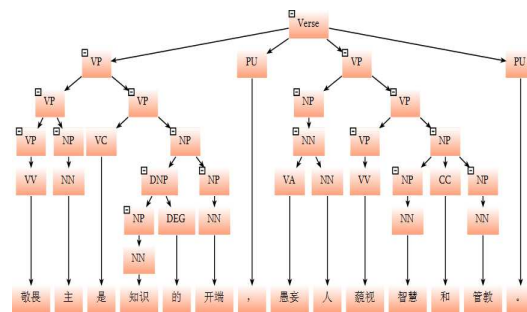 Verse
VP PU VP PU
VP VP NP VP
VP NP VC NP NN VP NP
VV NN DNP NP VA NN VV NP CC NP
NP DEG NN NN NN
NN
敬畏 主 是 知识 的 开端 , 愚妄 人 藐视 智慧 和 管教 。